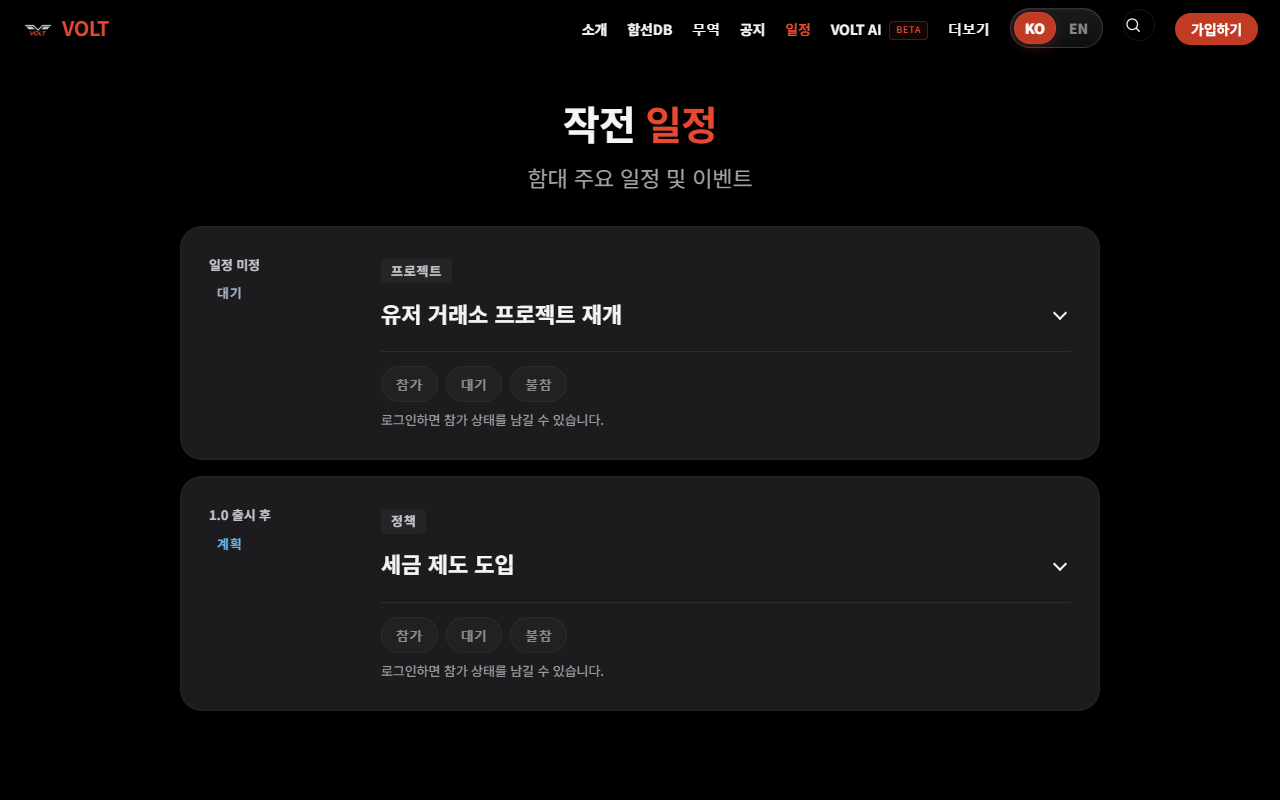 VOLT VOLT 소개 함선DB 무역 공지 일정 VOLT AI BETA 더보기 KO EN 가입하기
작전 일정
함대 주요 일정 및 이벤트
일정 미정
대기
프로젝트
유저 거래소 프로젝트 재개
참가 대기 불참
로그인하면 참가 상태를 남길 수 있습니다.
1.0 출시 후
계획
정책
세금 제도 도입
참가 대기 불참
로그인하면 참가 상태를 남길 수 있습니다.